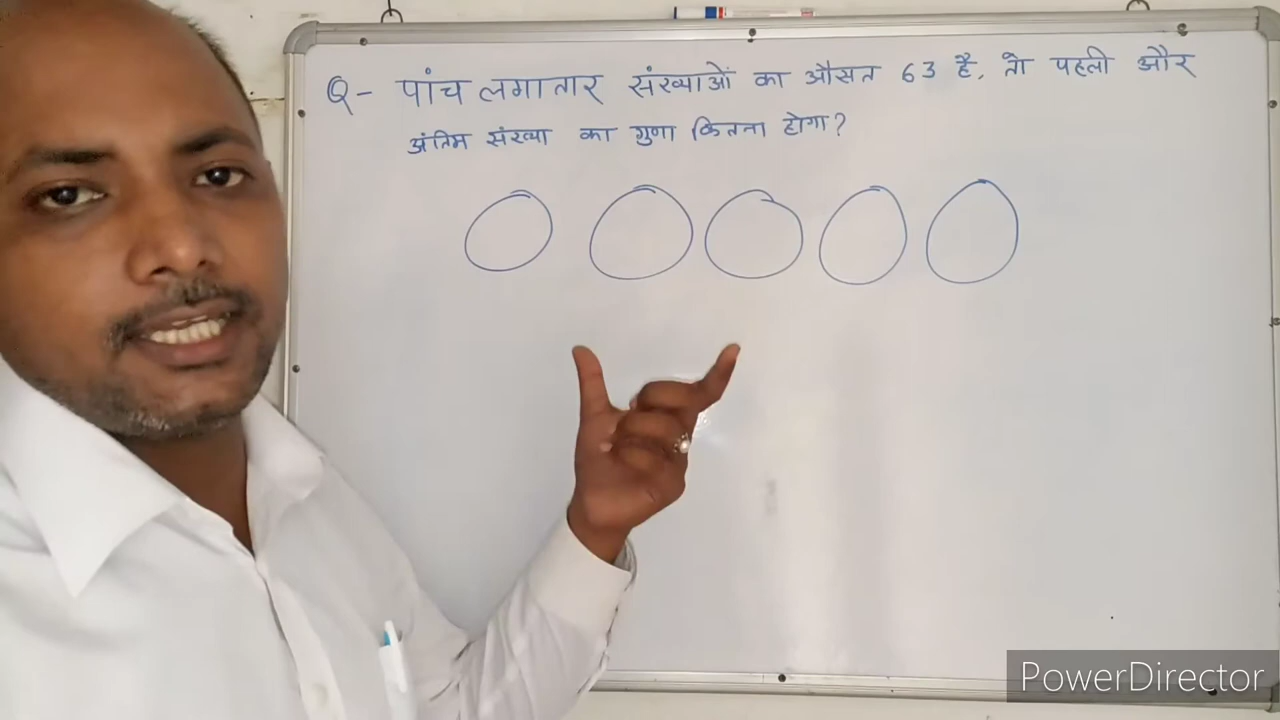 Q- पांच लगातार संख्याओं का औसत 63 है, तो पहली और
अंतिम संख्या का गुणा कितना होगा?
PowerDirector